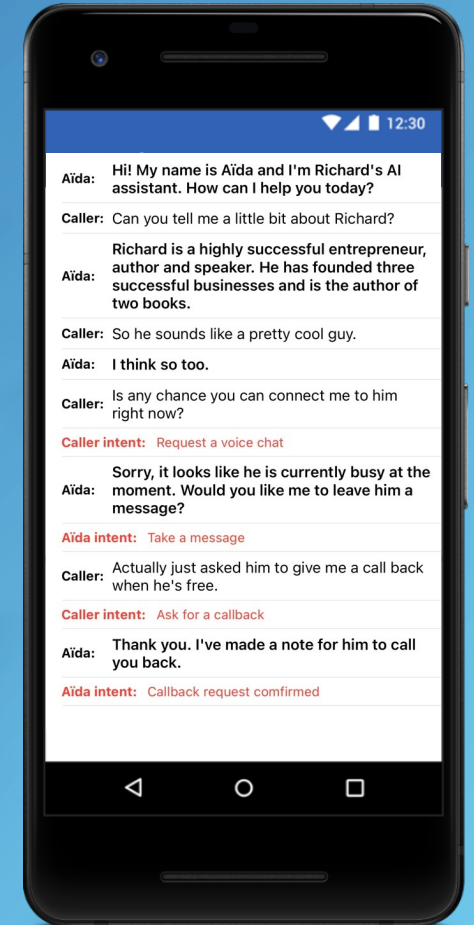 12:30
Aïda: Hi! My name is Aïda and I'm Richard's AI
assistant. How can I help you today?
Caller: Can you tell me a little bit about Richard?
Richard is a highly successful entrepreneur,
author and speaker. He has founded three
Aïda: successful businesses and is the author of
two books.
Caller: So he sounds like a pretty cool guy.
Aïda: I think so too.
Caller: Is any chance you can connect me to him
right now?
Caller intent: Request a voice chat
Sorry, it looks like he is currently busy at the
Aïda: moment. Would you like me to leave him a
message?
Aïda intent: Take a message
Caller: Actually just asked him to give me a call back
when he's free.
Caller intent: Ask for a callback
Aïda: Thank you. I've made a note for him to call
you back.
Aïda intent: Callback request comfirmed